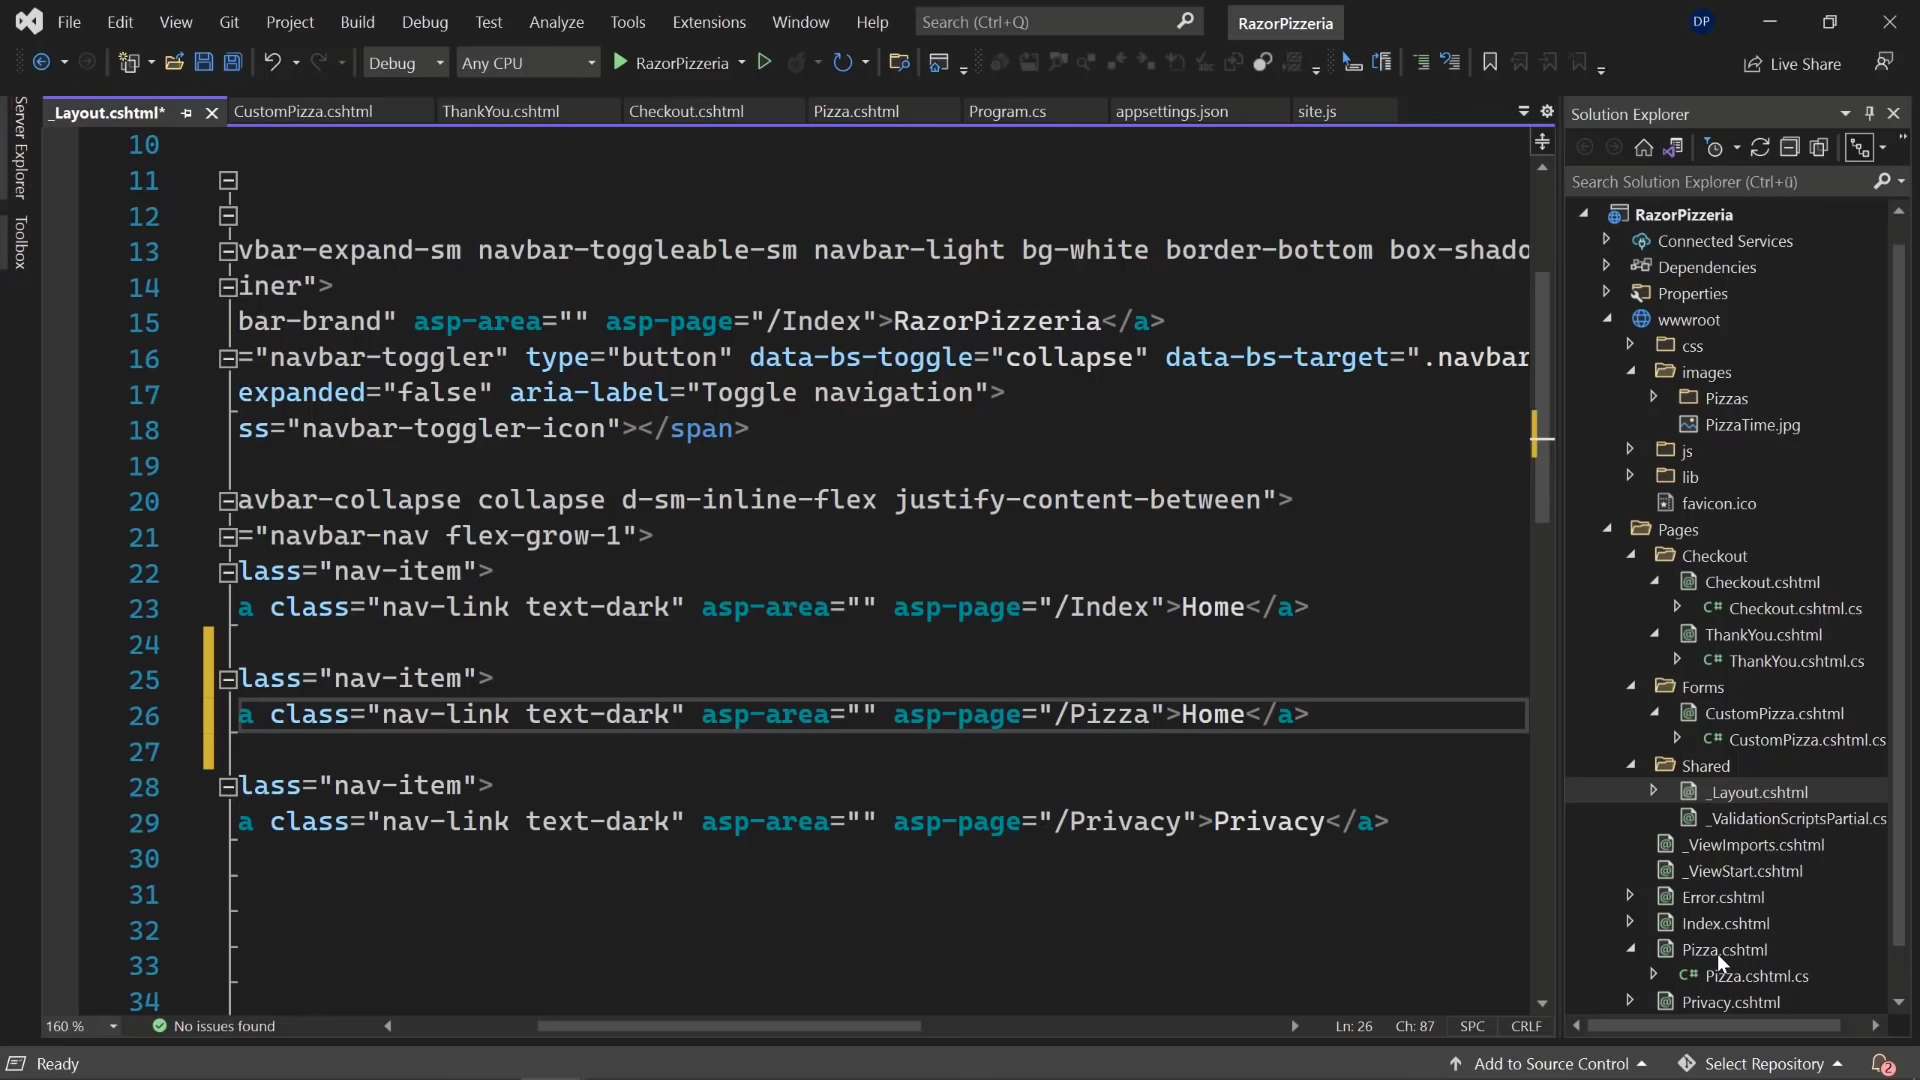 File Edit View Git Project Build Debug Test Analyze Tools Extensions Window Help Search (Ctrl+Q) RazorPizzeria DP
Debug Any CPU RazorPizzeria Live Share
Server Explorer
Toolbox
_Layout.cshtml* CustomPizza.cshtml ThankYou.cshtml Checkout.cshtml Pizza.cshtml Program.cs appsettings.json site.js
10
11
12
13 vbar-expand-sm navbar-toggleable-sm navbar-light bg-white border-bottom box-shado
14 iner">
15 bar-brand" asp-area="" asp-page="/Index">RazorPizzeria</a>
16 ="navbar-toggler" type="button" data-bs-toggle="collapse" data-bs-target=".navbar
17 expanded="false" aria-label="Toggle navigation">
18 ss="navbar-toggler-icon"></span>
19
20 avbar-collapse collapse d-sm-inline-flex justify-content-between">
21 ="navbar-nav flex-grow-1">
22 lass="nav-item">
23 a class="nav-link text-dark" asp-area="" asp-page="/Index">Home</a>
24
25 lass="nav-item">
26 a class="nav-link text-dark" asp-area="" asp-page="/Pizza">Home</a>
27
28 lass="nav-item">
29 a class="nav-link text-dark" asp-area="" asp-page="/Privacy">Privacy</a>
30
31
32
33
34
160 % No issues found Ln: 26 Ch: 87 SPC CRLF
Solution Explorer
Search Solution Explorer (Ctrl+ü)
RazorPizzeria
Connected Services
Dependencies
Properties
wwwroot
css
images
Pizzas
PizzaTime.jpg
js
lib
favicon.ico
Pages
Checkout
Checkout.cshtml
C# Checkout.cshtml.cs
ThankYou.cshtml
C# ThankYou.cshtml.cs
Forms
CustomPizza.cshtml
C# CustomPizza.cshtml.cs
Shared
_Layout.cshtml
_ValidationScriptsPartial.cs
_ViewImports.cshtml
_ViewStart.cshtml
Error.cshtml
Index.cshtml
Pizza.cshtml
C# Pizza.cshtml.cs
Privacy.cshtml
Ready Add to Source Control Select Repository 2